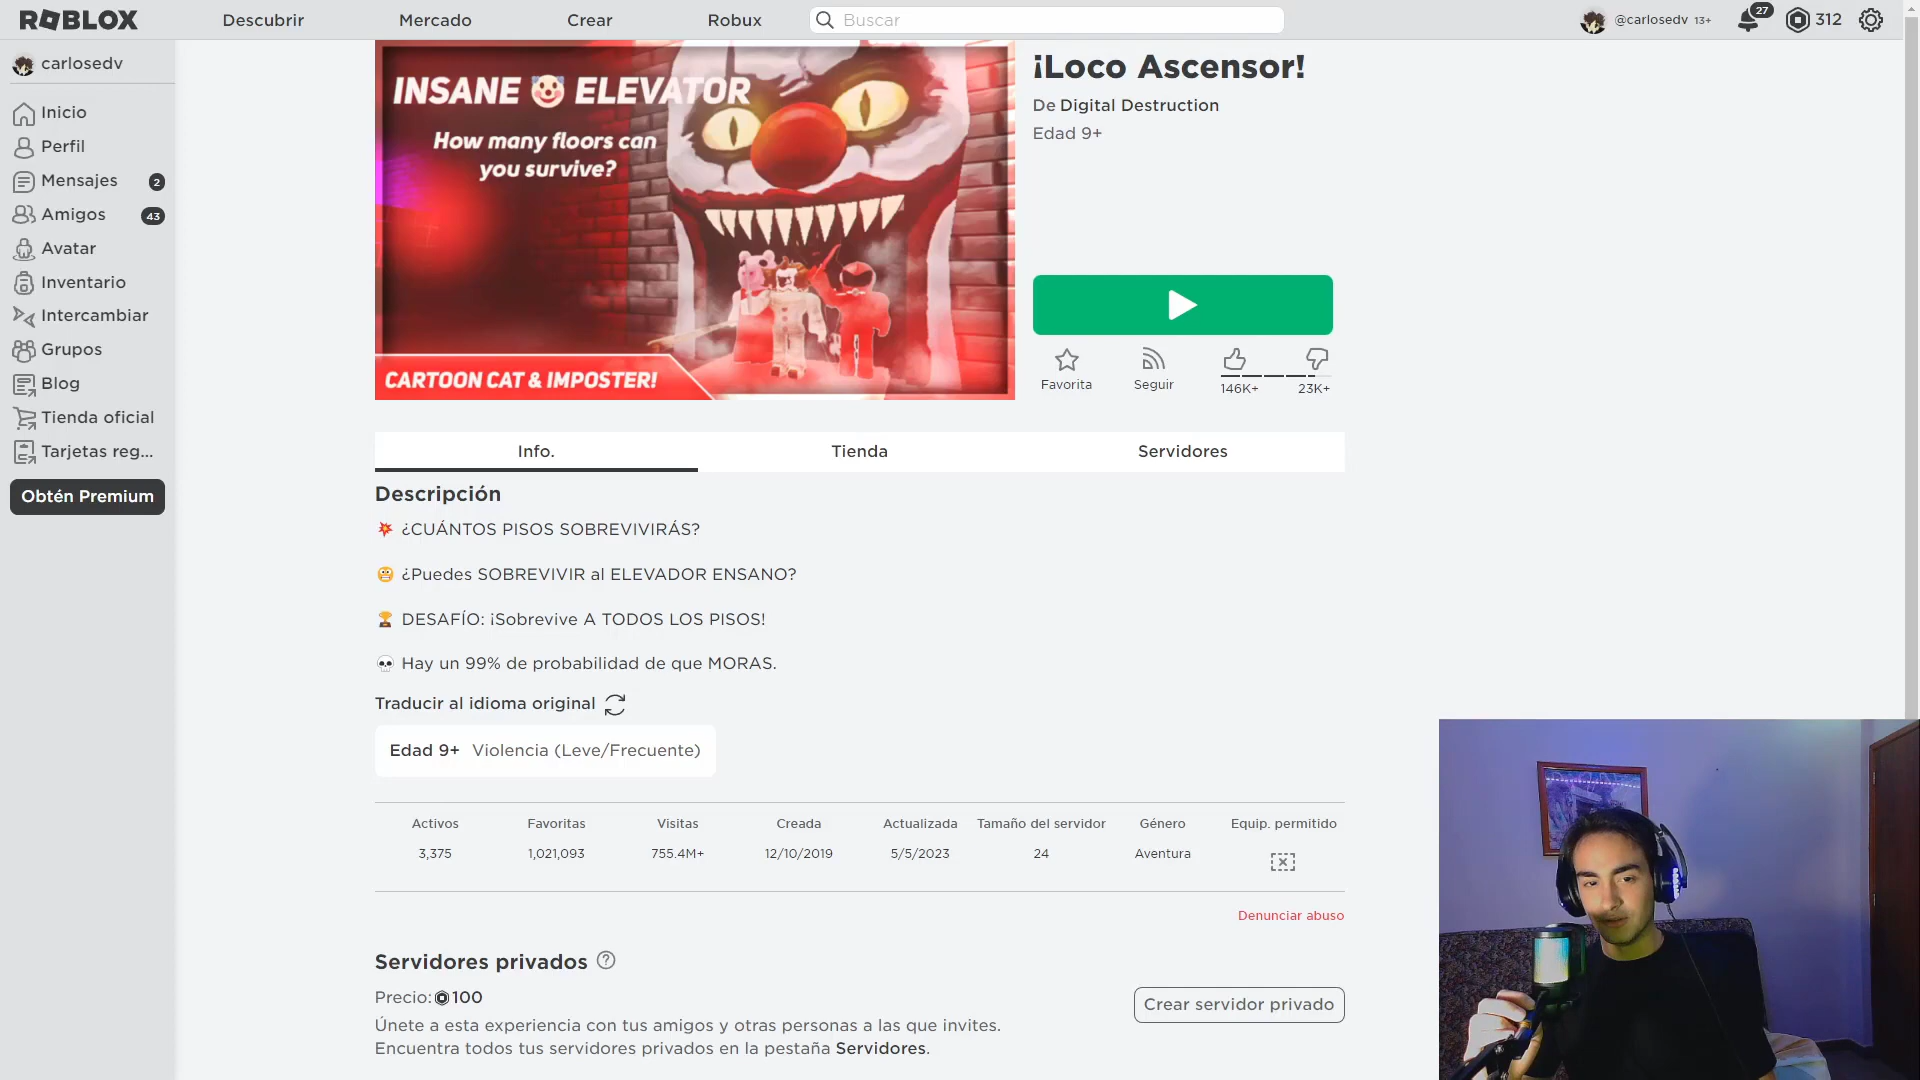 ROBLOX
Descubrir
Mercado
Crear
Robux
Buscar
@carlosedv 13+
27
312
carlosedv
Inicio
Perfil
Mensajes 2
Amigos 43
Avatar
Inventario
Intercambiar
Grupos
Blog
Tienda oficial
Tarjetas reg...
Obtén Premium
INSANE 🤡 ELEVATOR
How many floors can
you survive?
CARTOON CAT & IMPOSTER!
¡Loco Ascensor!
De Digital Destruction
Edad 9+
Favorita
Seguir
146K+
23K+
Info.
Tienda
Servidores
Descripción
💥 ¿CUÁNTOS PISOS SOBREVIVIRÁS?
😬 ¿Puedes SOBREVIVIR al ELEVADOR ENSANO?
🏆 DESAFÍO: ¡Sobrevive A TODOS LOS PISOS!
💀 Hay un 99% de probabilidad de que MORAS.
Traducir al idioma original
Edad 9+ Violencia (Leve/Frecuente)
Activos Favoritas Visitas Creada Actualizada Tamaño del servidor Género Equip. permitido
3,375 1,021,093 755.4M+ 12/10/2019 5/5/2023 24 Aventura
Denunciar abuso
Servidores privados
Precio: 100
Crear servidor privado
Únete a esta experiencia con tus amigos y otras personas a las que invites.
Encuentra todos tus servidores privados en la pestaña Servidores.